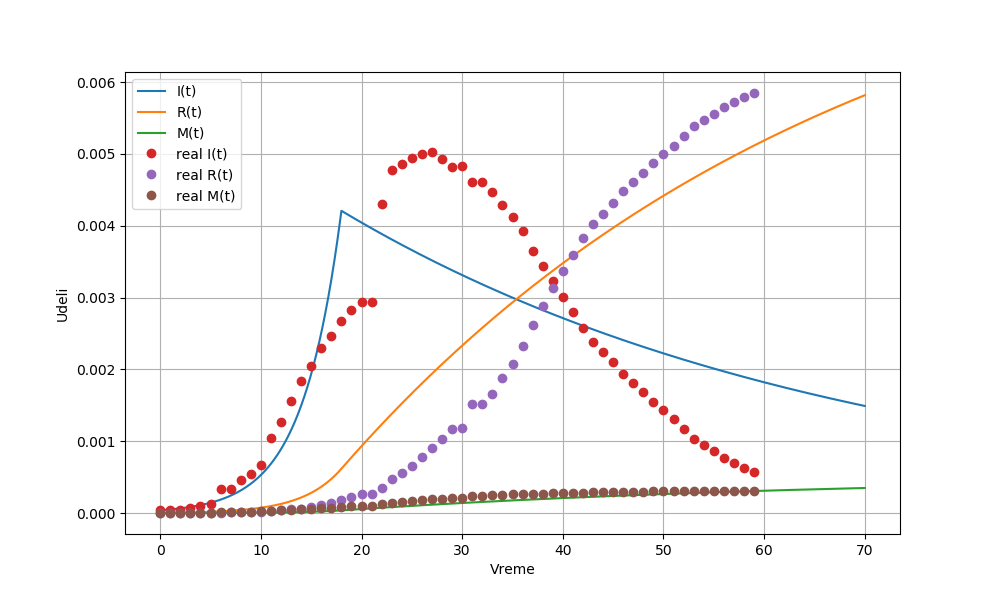 0.006
0.005
0.004
0.003
0.002
0.001
0.000
Udeli
I(t)
R(t)
M(t)
real I(t)
real R(t)
real M(t)
0 10 20 30 40 50 60 70
Vreme